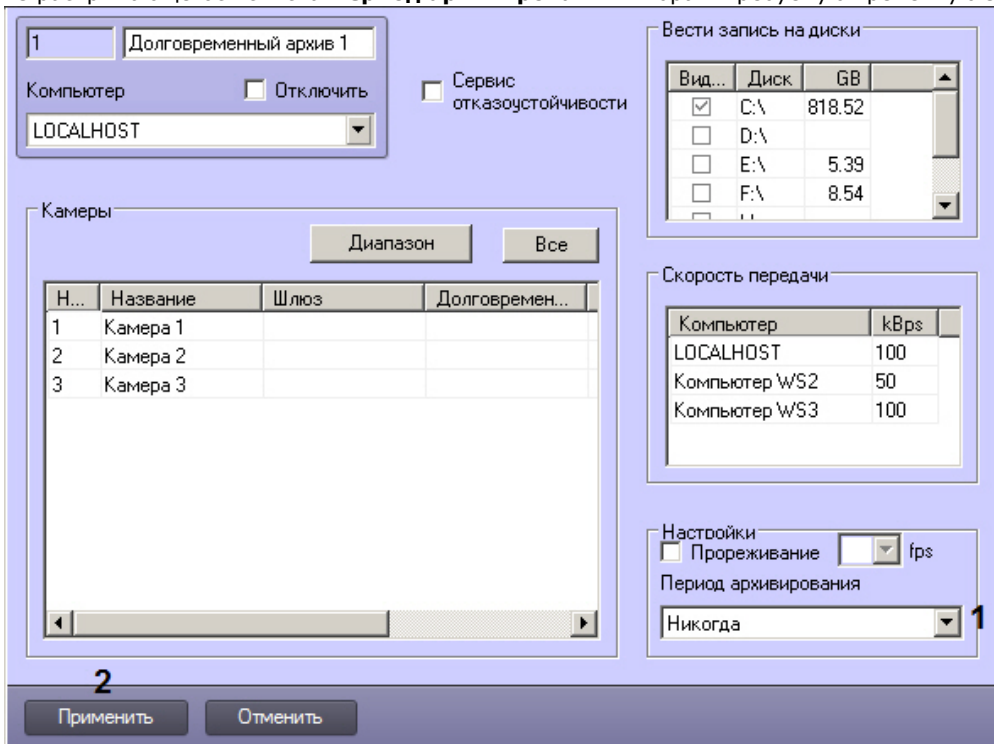 1 Долговременный архив 1
Компьютер Отключить
LOCALHOST
Сервис
отказоустойчивости
Вести запись на диски
Вид... Диск GB
C:\ 818.52
D:\
E:\ 5.39
F:\ 8.54
Камеры
Диапазон Все
Н... Название Шлюз Долговремен...
1 Камера 1
2 Камера 2
3 Камера 3
Скорость передачи
Компьютер kBps
LOCALHOST 100
Компьютер WS2 50
Компьютер WS3 100
Настройки
Прореживание fps
Период архивирования
Никогда 1
2
Применить Отменить